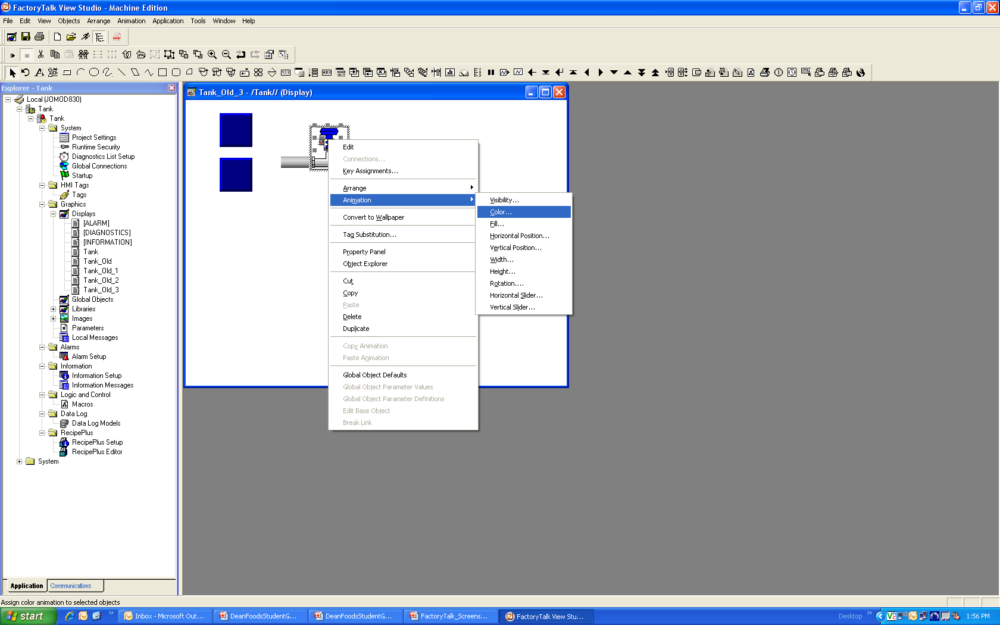 FactoryTalk View Studio - Machine Edition
File Edit View Objects Arrange Animation Application Tools Window Help
Explorer - Tank
Local (JOMOD830)
Tank
Tank
System
Project Settings
Runtime Security
Diagnostics List Setup
Global Connections
Startup
HMI Tags
Tags
Graphics
Displays
[ALARM]
[DIAGNOSTICS]
[INFORMATION]
Tank
Tank_Old
Tank_Old_1
Tank_Old_2
Tank_Old_3
Global Objects
Libraries
Images
Parameters
Local Messages
Alarms
Alarm Setup
Information
Information Setup
Information Messages
Logic and Control
Macros
Data Log
Data Log Models
RecipePlus
RecipePlus Setup
RecipePlus Editor
System
Application Communications
Tank_Old_3 - /Tank// (Display)
Edit
Connections...
Key Assignments...
Arrange
Animation
Convert to Wallpaper
Tag Substitution...
Property Panel
Object Explorer
Cut
Copy
Paste
Delete
Duplicate
Copy Animation
Paste Animation
Global Object Defaults
Global Object Parameter Values
Global Object Parameter Definitions
Edit Base Object
Break Link
Visibility...
Color...
Fill...
Horizontal Position...
Vertical Position...
Width...
Height...
Rotation....
Horizontal Slider...
Vertical Slider...
Assign color animation to selected objects
start Inbox - Microsoft Out... DeanFoodsStudentG... DeanFoodsStudentG... FactoryTalk_Screens... FactoryTalk View Stu... Desktop 1:56 PM